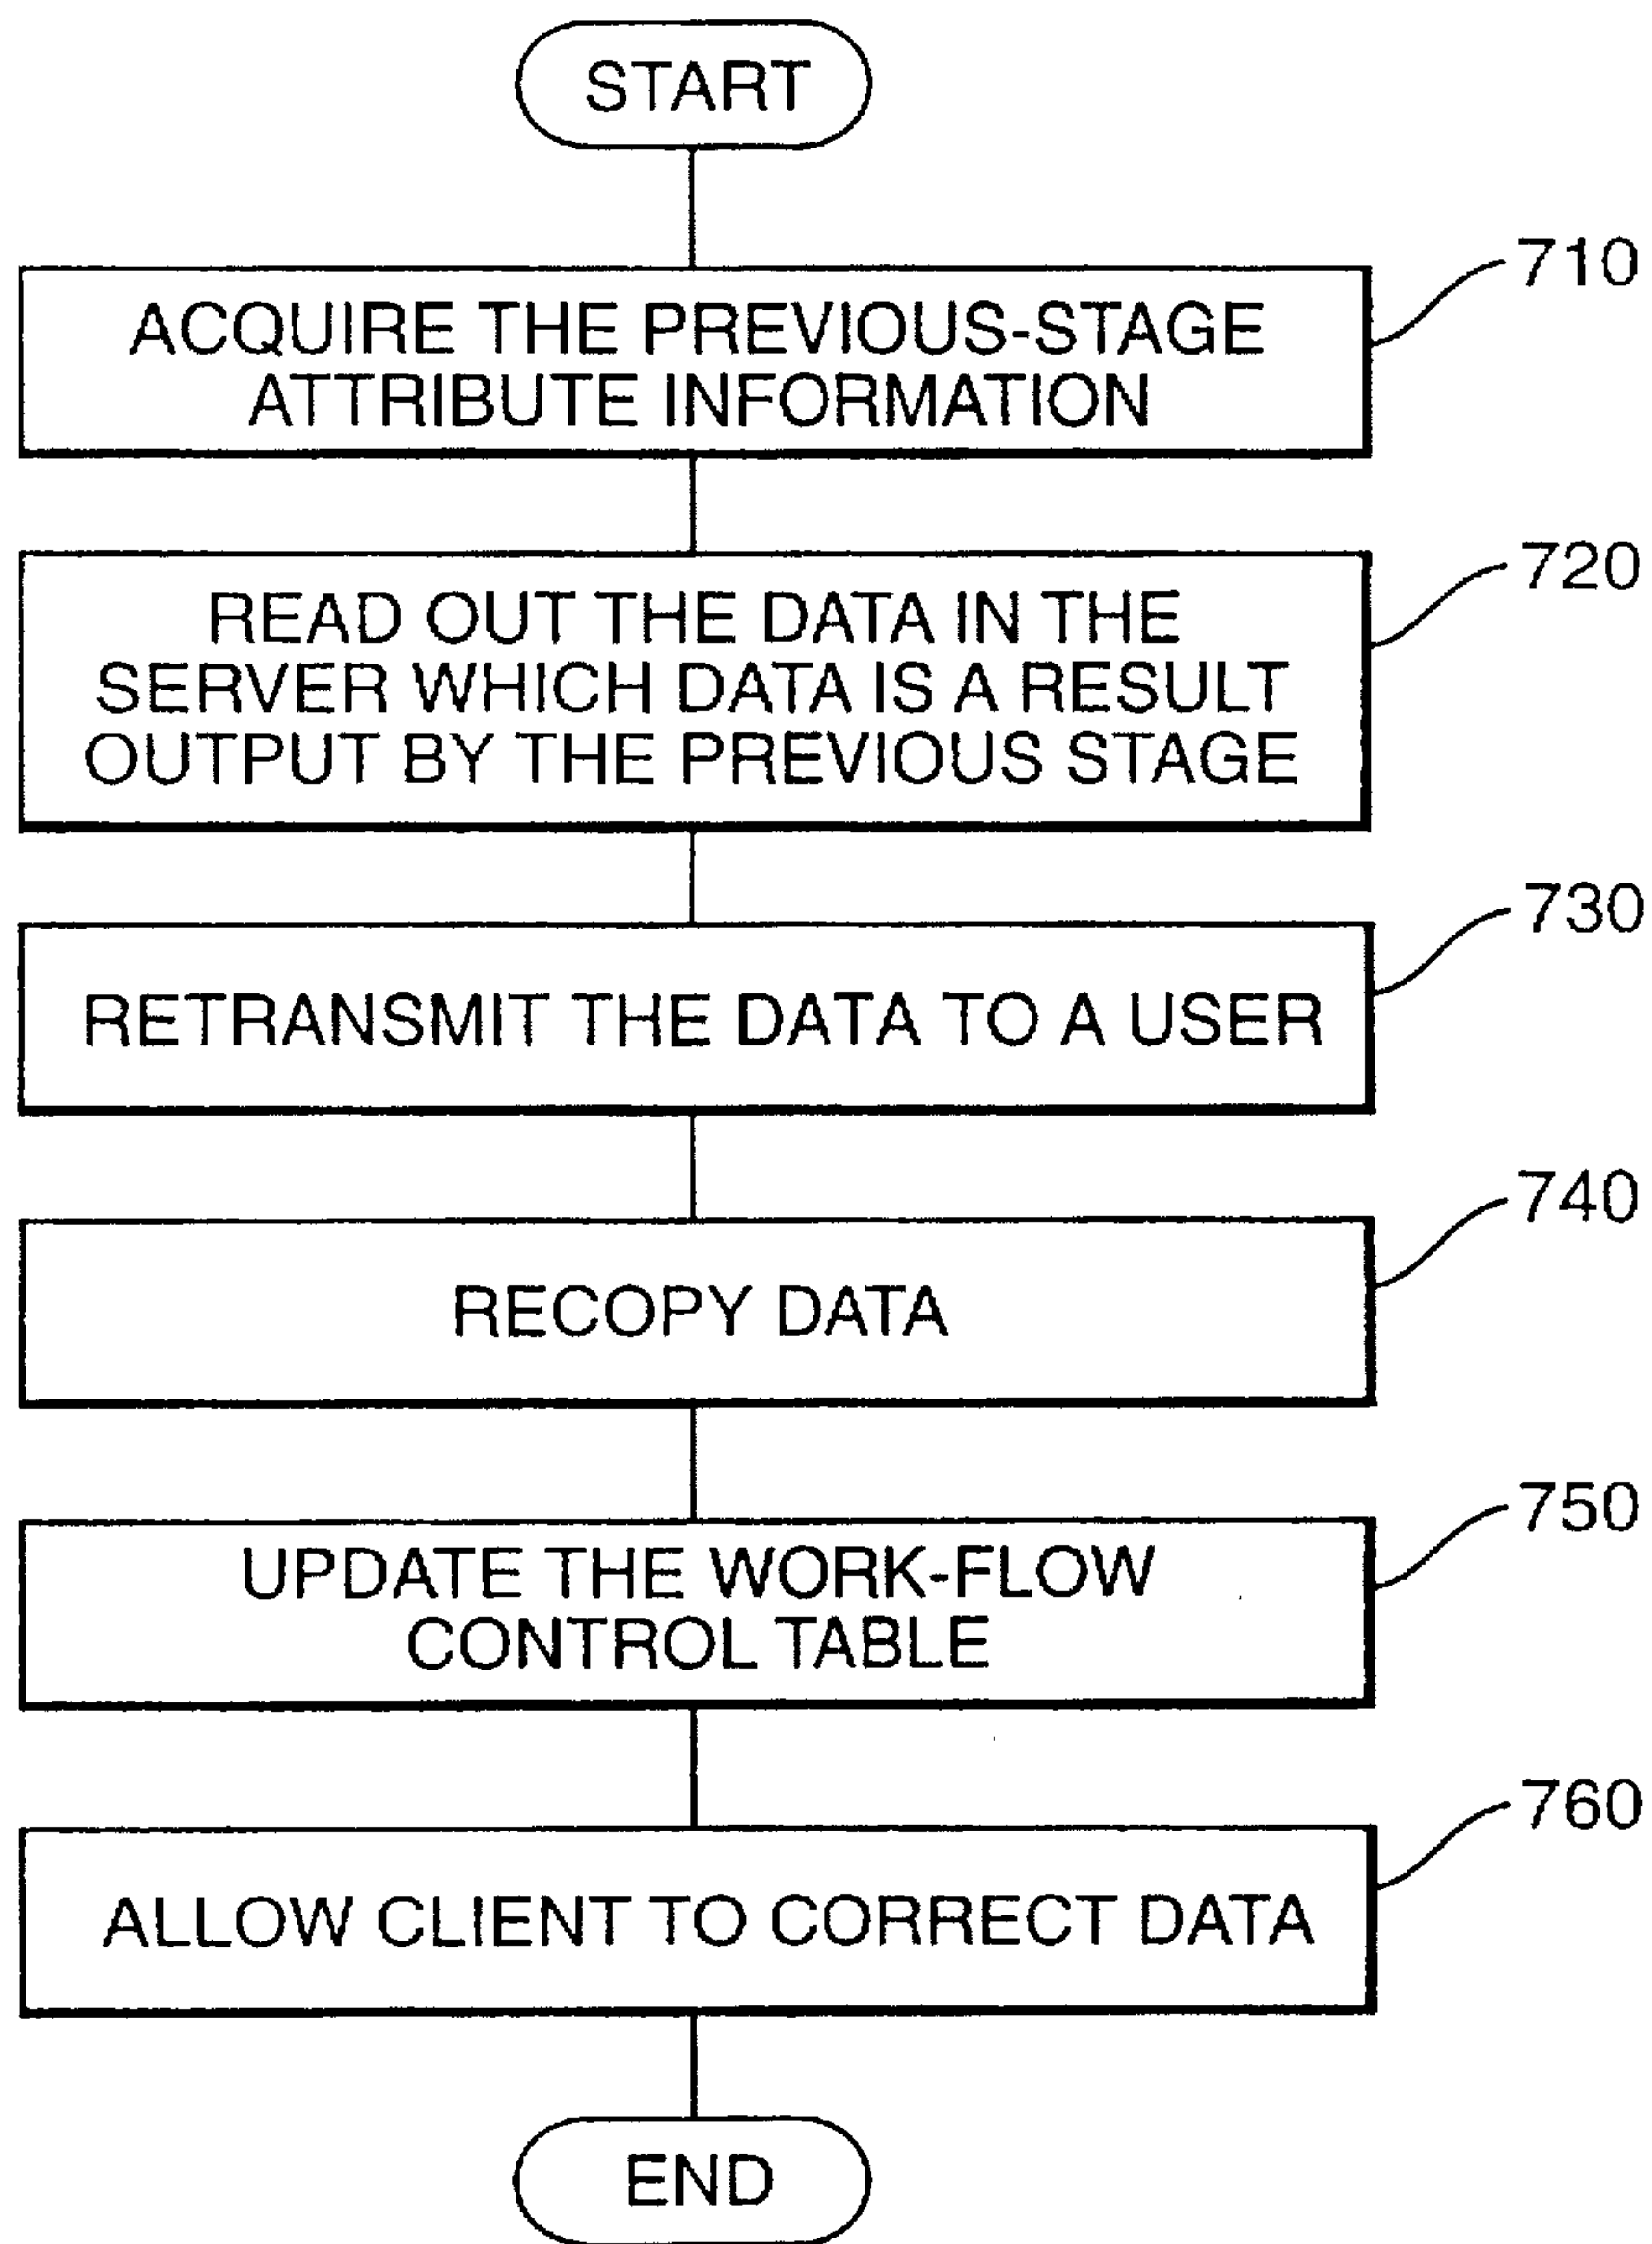 START
710
ACQUIRE THE PREVIOUS-STAGE
ATTRIBUTE INFORMATION
720
READ OUT THE DATA IN THE
SERVER WHICH DATA IS A RESULT
OUTPUT BY THE PREVIOUS STAGE
730
RETRANSMIT THE DATA TO A USER
740
RECOPY DATA
750
UPDATE THE WORK-FLOW
CONTROL TABLE
760
ALLOW CLIENT TO CORRECT DATA
END